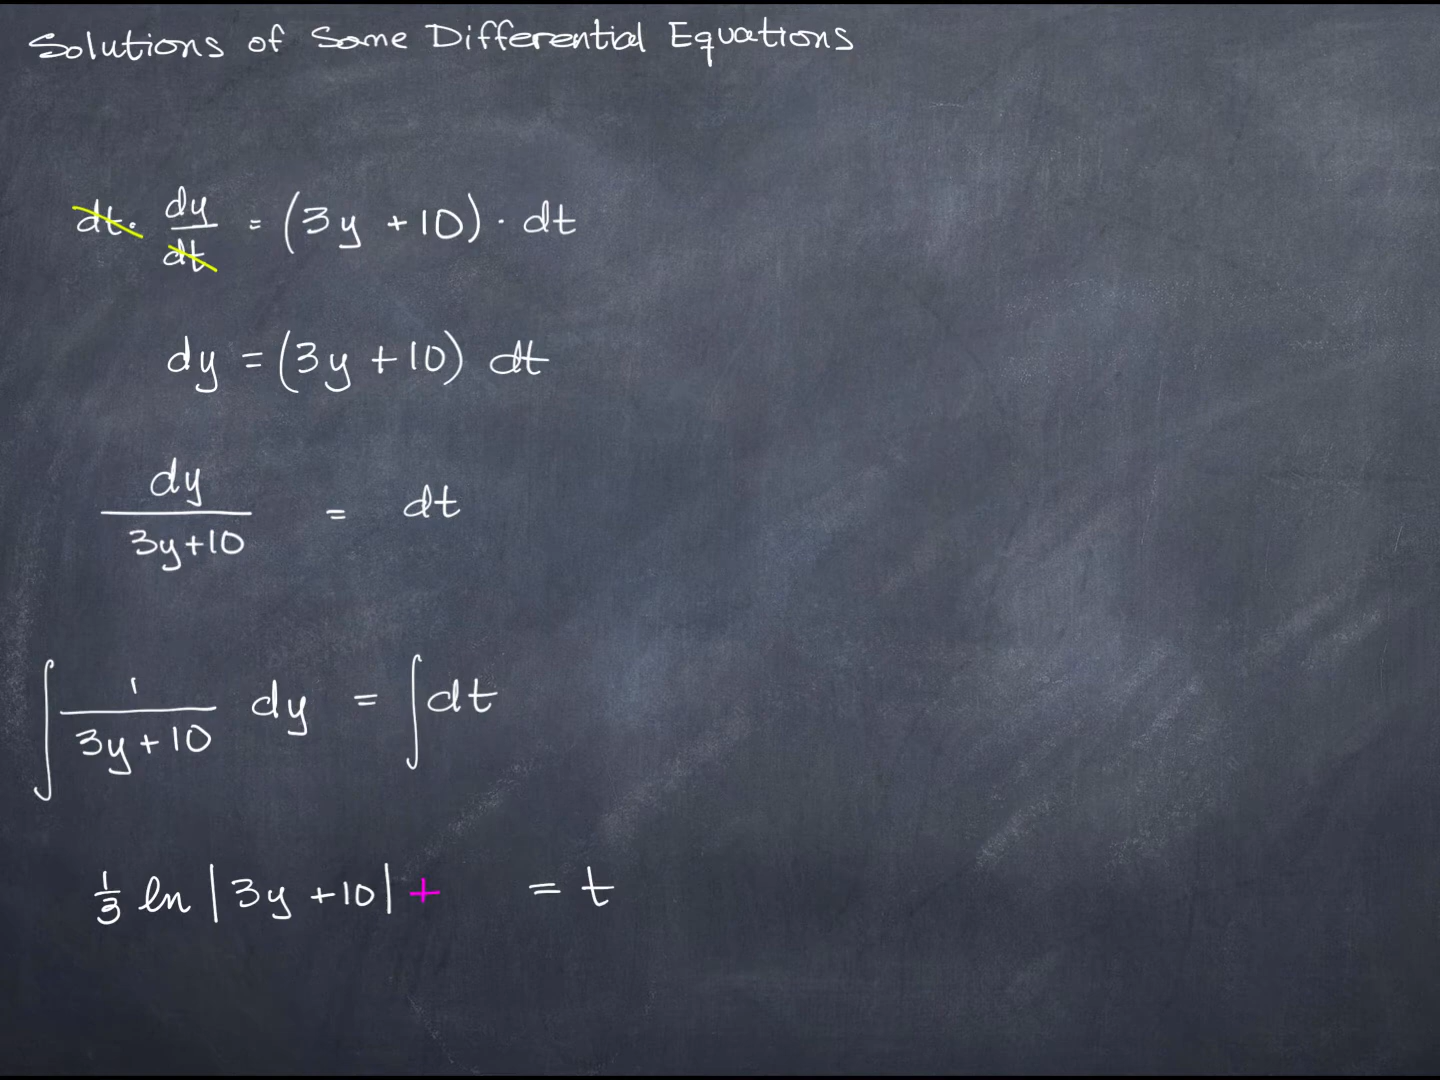 Solutions of Some Differential Equations
dt · dy/dt = (3y + 10) · dt
dy = (3y + 10) dt
dy/3y+10 = dt
∫ 1/3y+10 dy = ∫ dt
1/3 ln |3y + 10| + = t